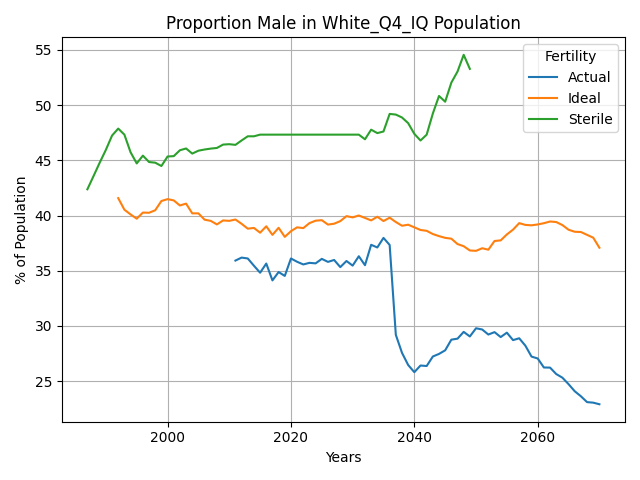 Proportion Male in White_Q4_IQ Population
Fertility
Actual
Ideal
Sterile
% of Population
55
50
45
40
35
30
25
2000
2020
2040
2060
Years